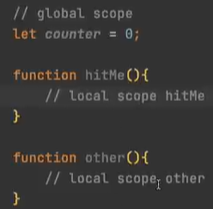 // global scope
let counter = 0;
function hitMe(){
// local scope hitMe
}
function other(){
// local scope other
}